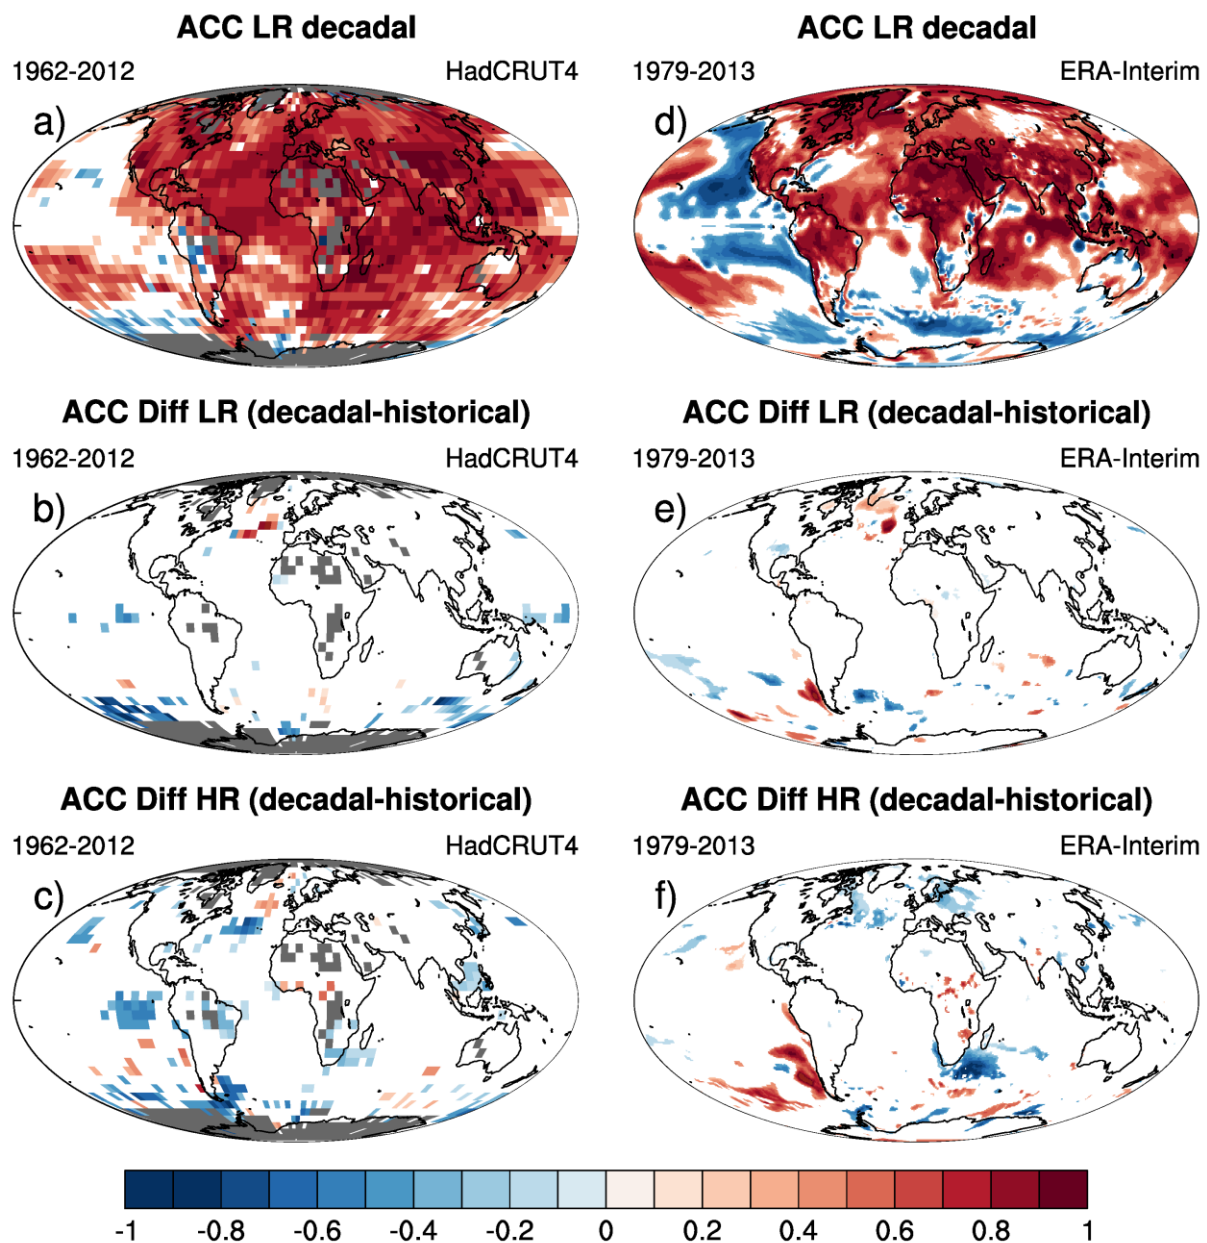 ACC LR decadal
1962-2012 HadCRUT4
a)
ACC LR decadal
1979-2013 ERA-Interim
d)
ACC Diff LR (decadal-historical)
1962-2012 HadCRUT4
b)
ACC Diff LR (decadal-historical)
1979-2013 ERA-Interim
e)
ACC Diff HR (decadal-historical)
1962-2012 HadCRUT4
c)
ACC Diff HR (decadal-historical)
1979-2013 ERA-Interim
f)
-1 -0.8 -0.6 -0.4 -0.2 0 0.2 0.4 0.6 0.8 1